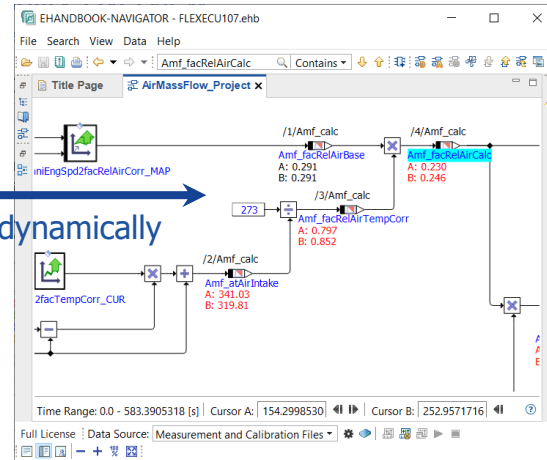 EHANDBOOK-NAVIGATOR - FLEXECU107.ehb
File Search View Data Help
Amf_facRelAirCalc Contains
Title Page AirMassFlow_Project
/1/Amf_calc /4/Amf_calc
Amf_facRelAirBase Amf_facRelAirCalc
A: 0.291 A: 0.230
B: 0.291 B: 0.246
niEngSpd2facRelAirCorr_MAP
/3/Amf_calc
273
Amf_facRelAirTempCorr
A: 0.797
B: 0.852
dynamically
/2/Amf_calc
Amf_atAirIntake
A: 341.03
B: 319.81
2facTempCorr_CUR
Time Range: 0.0 - 583.3905318 [s] Cursor A: 154.2998530 Cursor B: 252.9571716
Full License Data Source: Measurement and Calibration Files